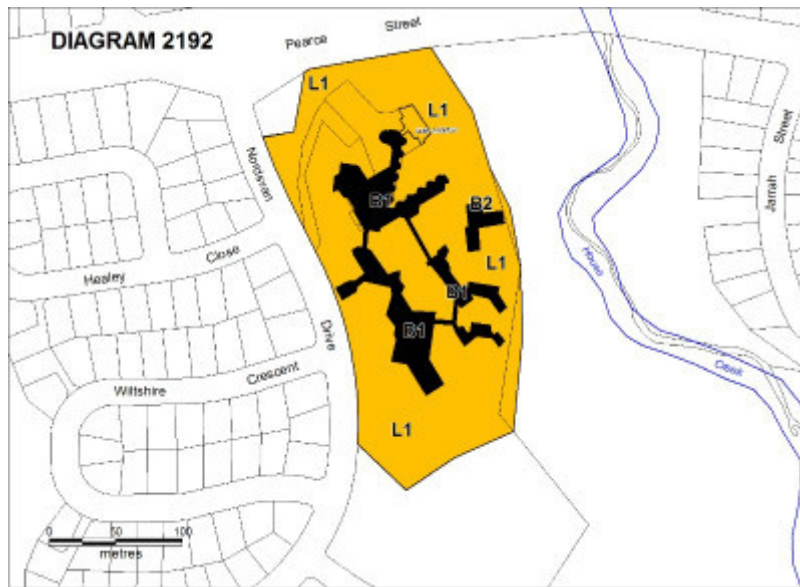 DIAGRAM 2192
Pearce Street
L1
L1
Nordsvan
Jarrah Street
B1
B2
Healey Close
L1
House
B1
Drive
B1
Creek
Wiltshire Crescent
L1
0 50 100
metres